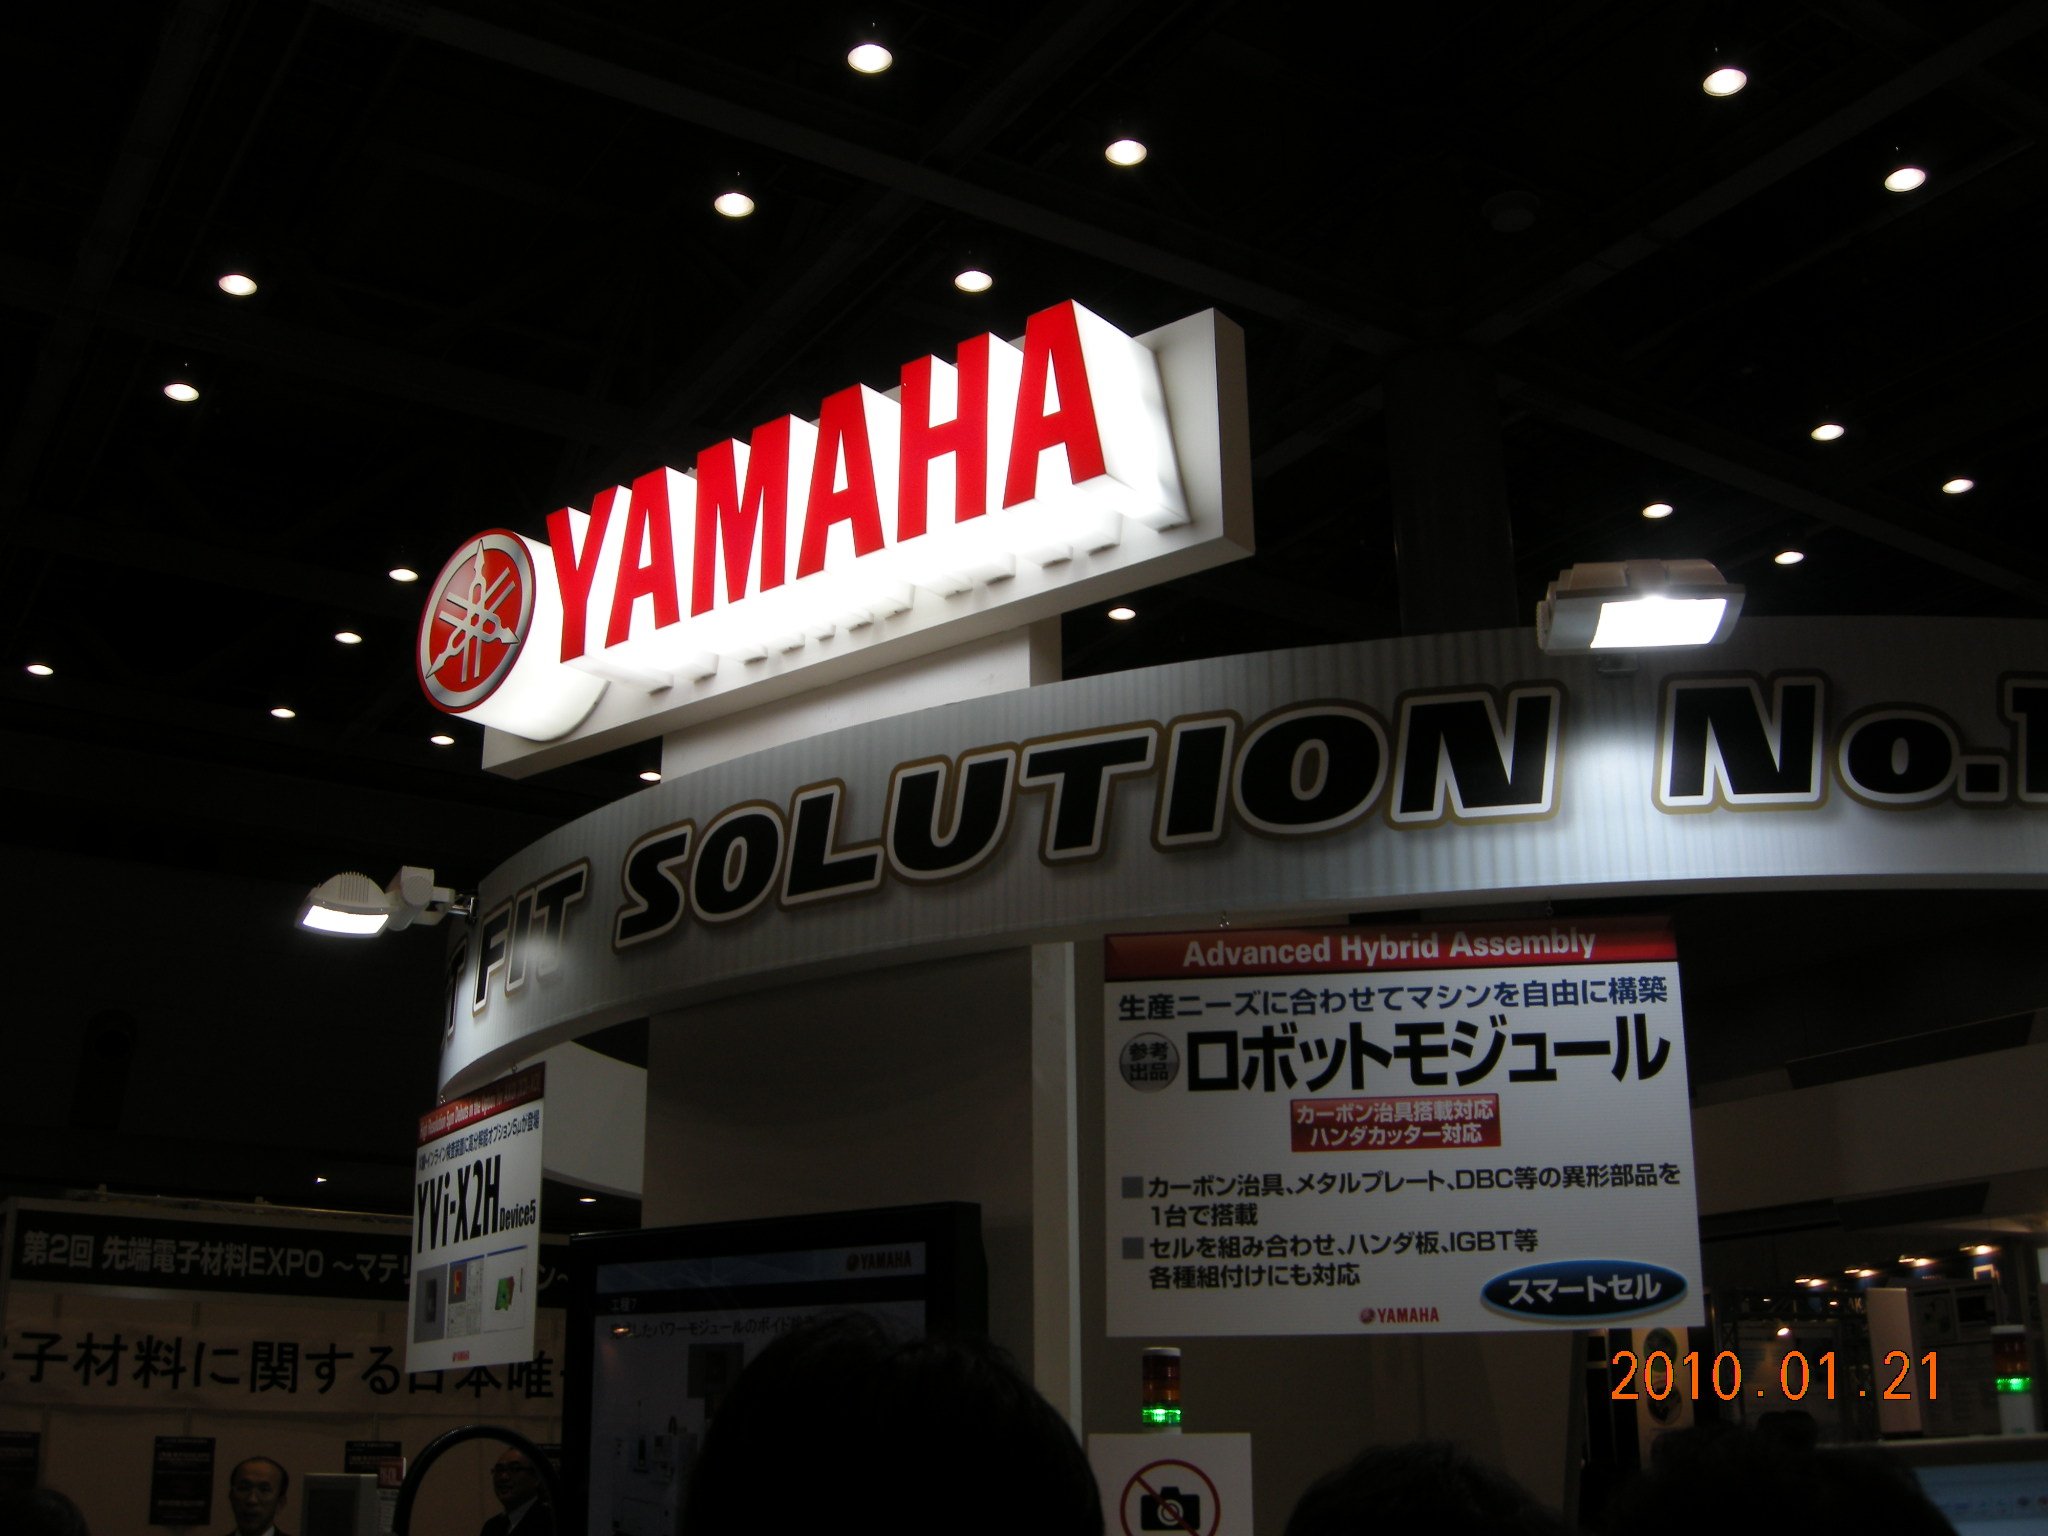 YAMAHA
FIT SOLUTION No.
Advanced Hybrid Assembly
生産ニーズに合わせてマシンを自由に構築
参考
出品
ロボットモジュール
カーボン治具搭載対応
ハンダカッター対応
カーボン治具、メタルプレート、DBC等の異形部品を
1台で搭載
セルを組み合わせ、ハンダ板、IGBT等
各種組付けにも対応
スマートセル
YAMAHA
YVi-X2H
Device5
YAMAHA
工程7
第2回 先端電子材料EXPO ～マテリ
子材料に関する日本唯
2010.01.21